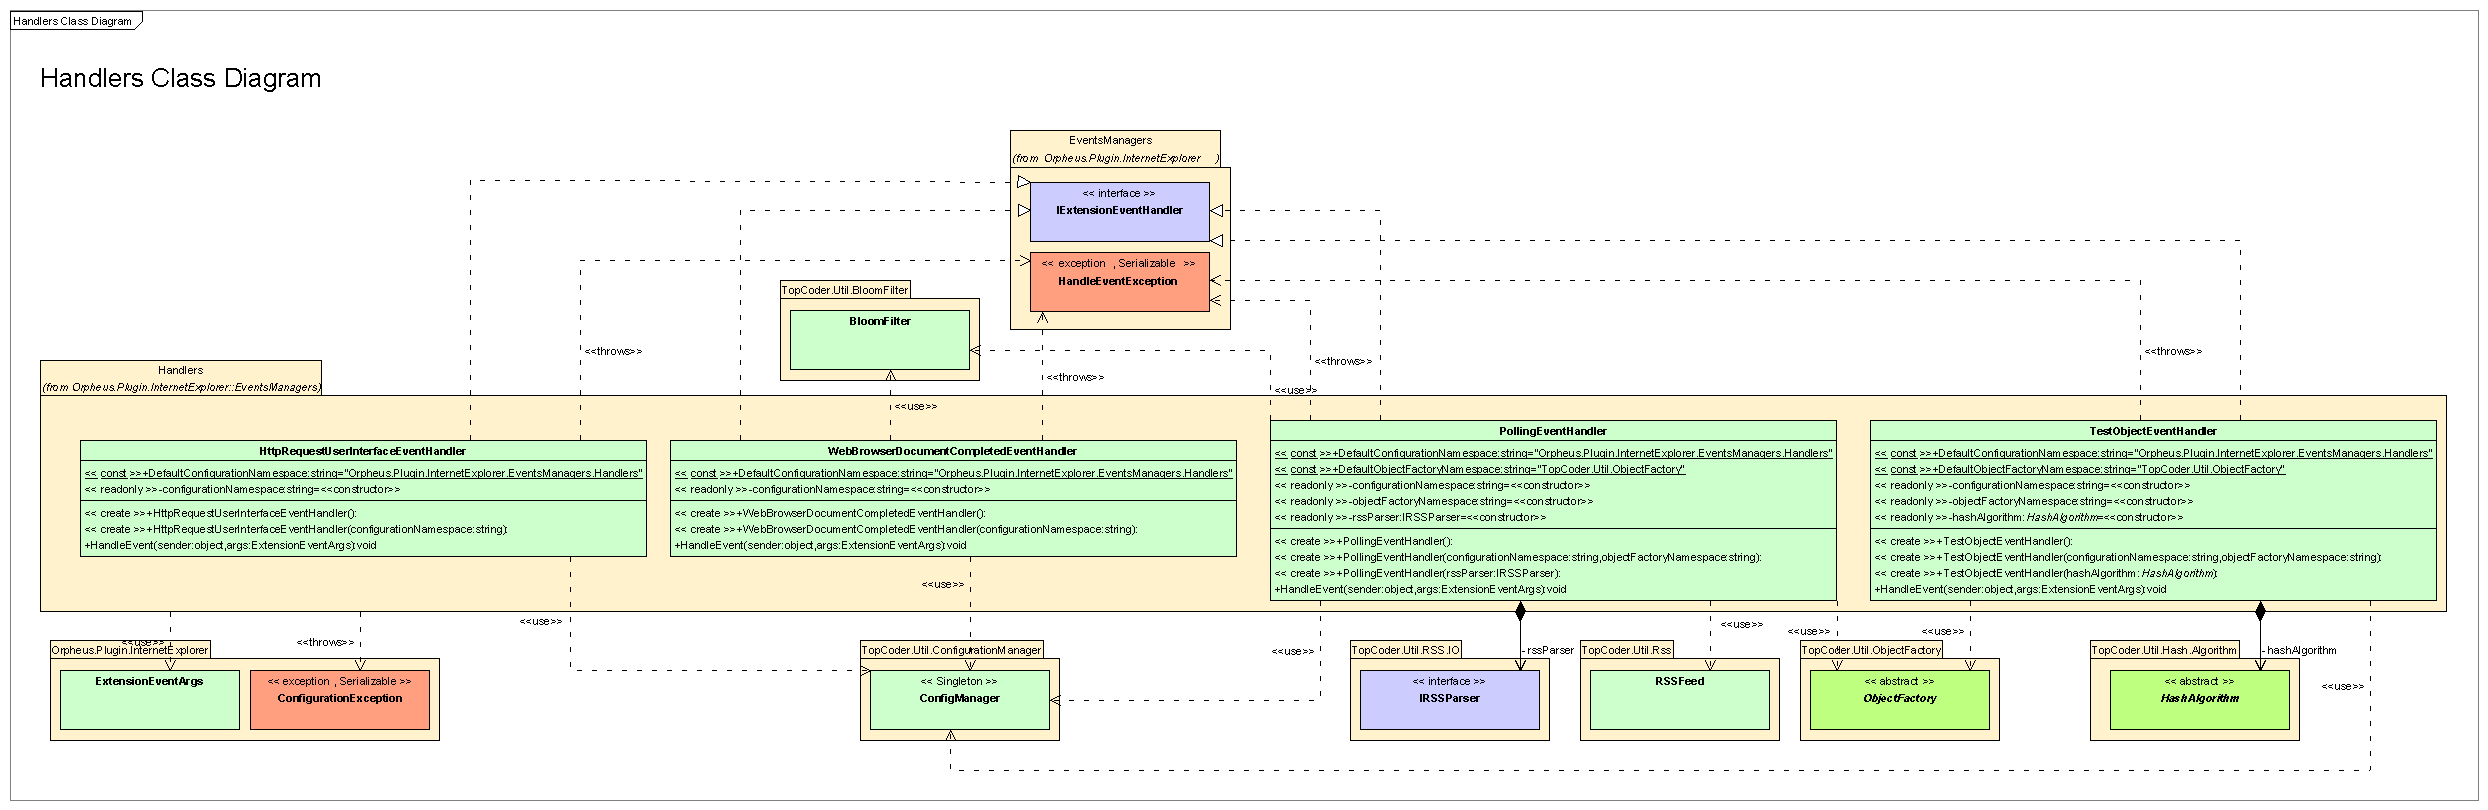 Handlers Class Diagram
Handlers Class Diagram
EventsManagers
(from Orpheus.Plugin.InternetExplorer )
<< interface >>
IExtensionEventHandler
<< exception , Serializable >>
HandleEventException
TopCoder.Util.BloomFilter
BloomFilter
<<throws>>
<<throws>>
<<throws>>
<<throws>>
<<use>>
<<use>>
Handlers
(from Orpheus.Plugin.InternetExplorer::EventsManagers)
HttpRequestUserInterfaceEventHandler
<< const >>+DefaultConfigurationNamespace:string="Orpheus.Plugin.InternetExplorer.EventsManagers.Handlers"
<< readonly >>-configurationNamespace:string=<<constructor>>
<< create >>+HttpRequestUserInterfaceEventHandler():
<< create >>+HttpRequestUserInterfaceEventHandler(configurationNamespace:string):
+HandleEvent(sender:object,args:ExtensionEventArgs):void
WebBrowserDocumentCompletedEventHandler
<< const >>+DefaultConfigurationNamespace:string="Orpheus.Plugin.InternetExplorer.EventsManagers.Handlers"
<< readonly >>-configurationNamespace:string=<<constructor>>
<< create >>+WebBrowserDocumentCompletedEventHandler():
<< create >>+WebBrowserDocumentCompletedEventHandler(configurationNamespace:string):
+HandleEvent(sender:object,args:ExtensionEventArgs):void
PollingEventHandler
<< const >>+DefaultConfigurationNamespace:string="Orpheus.Plugin.InternetExplorer.EventsManagers.Handlers"
<< const >>+DefaultObjectFactoryNamespace:string="TopCoder.Util.ObjectFactory"
<< readonly >>-configurationNamespace:string=<<constructor>>
<< readonly >>-objectFactoryNamespace:string=<<constructor>>
<< readonly >>-rssParser:IRSSParser=<<constructor>>
<< create >>+PollingEventHandler():
<< create >>+PollingEventHandler(configurationNamespace:string,objectFactoryNamespace:string):
<< create >>+PollingEventHandler(rssParser:IRSSParser):
+HandleEvent(sender:object,args:ExtensionEventArgs):void
TestObjectEventHandler
<< const >>+DefaultConfigurationNamespace:string="Orpheus.Plugin.InternetExplorer.EventsManagers.Handlers"
<< const >>+DefaultObjectFactoryNamespace:string="TopCoder.Util.ObjectFactory"
<< readonly >>-configurationNamespace:string=<<constructor>>
<< readonly >>-objectFactoryNamespace:string=<<constructor>>
<< readonly >>-hashAlgorithm:HashAlgorithm=<<constructor>>
<< create >>+TestObjectEventHandler():
<< create >>+TestObjectEventHandler(configurationNamespace:string,objectFactoryNamespace:string):
<< create >>+TestObjectEventHandler(hashAlgorithm:HashAlgorithm):
+HandleEvent(sender:object,args:ExtensionEventArgs):void
<<use>>
<<throws>>
<<use>>
<<use>>
<<use>>
<<use>>
<<use>>
<<use>>
<<use>>
-rssParser
-hashAlgorithm
Orpheus.Plugin.InternetExplorer
ExtensionEventArgs
<< exception , Serializable >>
ConfigurationException
TopCoder.Util.ConfigurationManager
<< Singleton >>
ConfigManager
TopCoder.Util.RSS.IO
<< interface >>
IRSSParser
TopCoder.Util.Rss
RSSFeed
TopCoder.Util.ObjectFactory
<< abstract >>
ObjectFactory
TopCoder.Util.Hash.Algorithm
<< abstract >>
HashAlgorithm